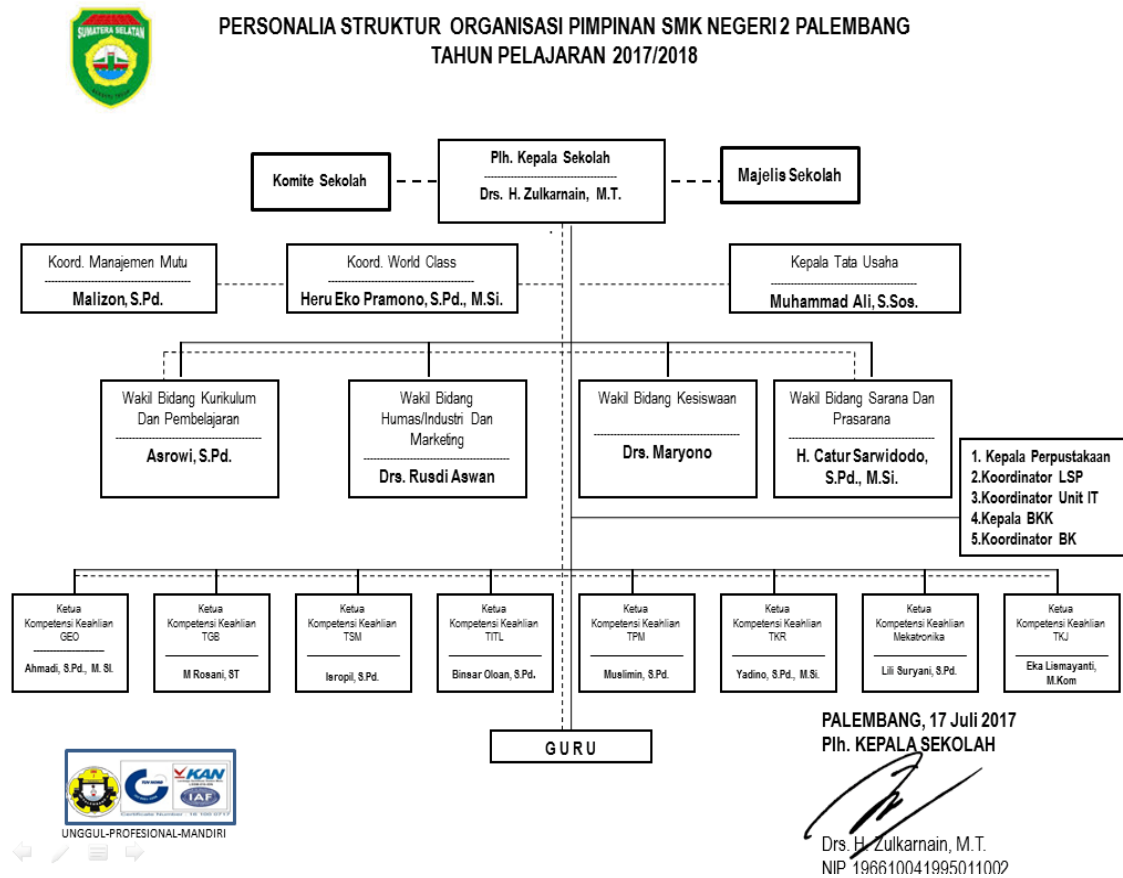 SUMATERA SELATAN
PERSONALIA STRUKTUR ORGANISASI PIMPINAN SMK NEGERI 2 PALEMBANG
TAHUN PELAJARAN 2017/2018
Komite Sekolah
Plh. Kepala Sekolah
Drs. H. Zulkarnain, M.T.
Majelis Sekolah
Koord. Manajemen Mutu
Malizon, S.Pd.
Koord. World Class
Heru Eko Pramono, S.Pd., M.Si.
Kepala Tata Usaha
Muhammad Ali, S.Sos.
Wakil Bidang Kurikulum
Dan Pembelajaran
Asrowi, S.Pd.
Wakil Bidang
Humas/Industri Dan
Marketing
Drs. Rusdi Aswan
Wakil Bidang Kesiswaan
Drs. Maryono
Wakil Bidang Sarana Dan
Prasarana
H. Catur Sarwidodo,
S.Pd., M.Si.
1. Kepala Perpustakaan
2.Koordinator LSP
3.Koordinator Unit IT
4.Kepala BKK
5.Koordinator BK
Ketua
Kompetensi Keahlian
GEO
Ahmadi, S.Pd., M. SI.
Ketua
Kompetensi Keahlian
TGB
M Rosani, ST
Ketua
Kompetensi Keahlian
TSM
Isropil, S.Pd.
Ketua
Kompetensi Keahlian
TITL
Binsar Oloan, S.Pd.
Ketua
Kompetensi Keahlian
TPM
Muslimin, S.Pd.
Ketua
Kompetensi Keahlian
TKR
Yadino, S.Pd., M.Si.
Ketua
Kompetensi Keahlian
Mekatronika
Lili Suryani, S.Pd.
Ketua
Kompetensi Keahlian
TKJ
Eka Lismayanti,
M.Kom
GURU
PALEMBANG, 17 Juli 2017
Plh. KEPALA SEKOLAH
Drs. H. Zulkarnain, M.T.
NIP 196610041995011002
KAN
IAF
UNGGUL-PROFESIONAL-MANDIRI